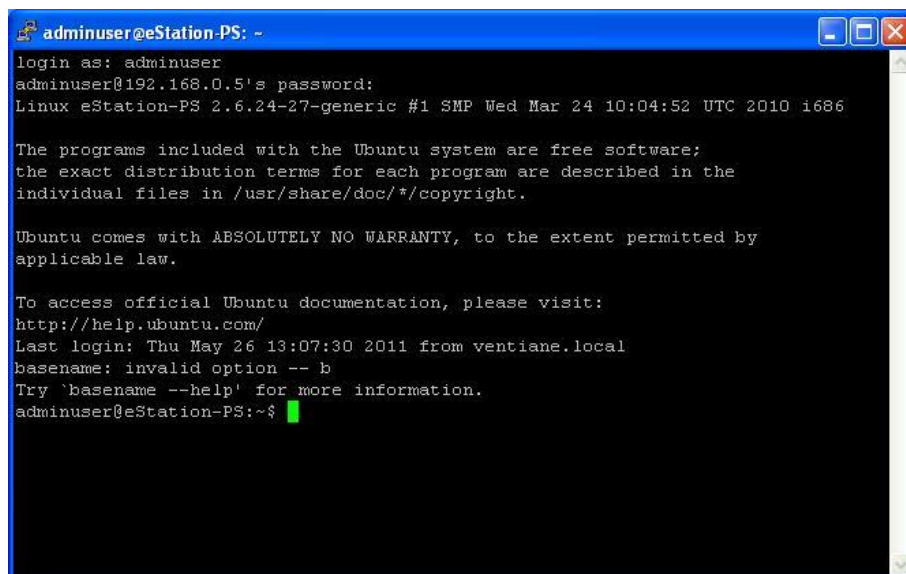 adminuser@eStation-PS: ~
login as: adminuser
adminuser@192.168.0.5's password:
Linux eStation-PS 2.6.24-27-generic #1 SMP Wed Mar 24 10:04:52 UTC 2010 i686
The programs included with the Ubuntu system are free software;
the exact distribution terms for each program are described in the
individual files in /usr/share/doc/*/copyright.
Ubuntu comes with ABSOLUTELY NO WARRANTY, to the extent permitted by
applicable law.
To access official Ubuntu documentation, please visit:
http://help.ubuntu.com/
Last login: Thu May 26 13:07:30 2011 from ventiane.local
basename: invalid option -- b
Try `basename --help' for more information.
adminuser@eStation-PS:~$